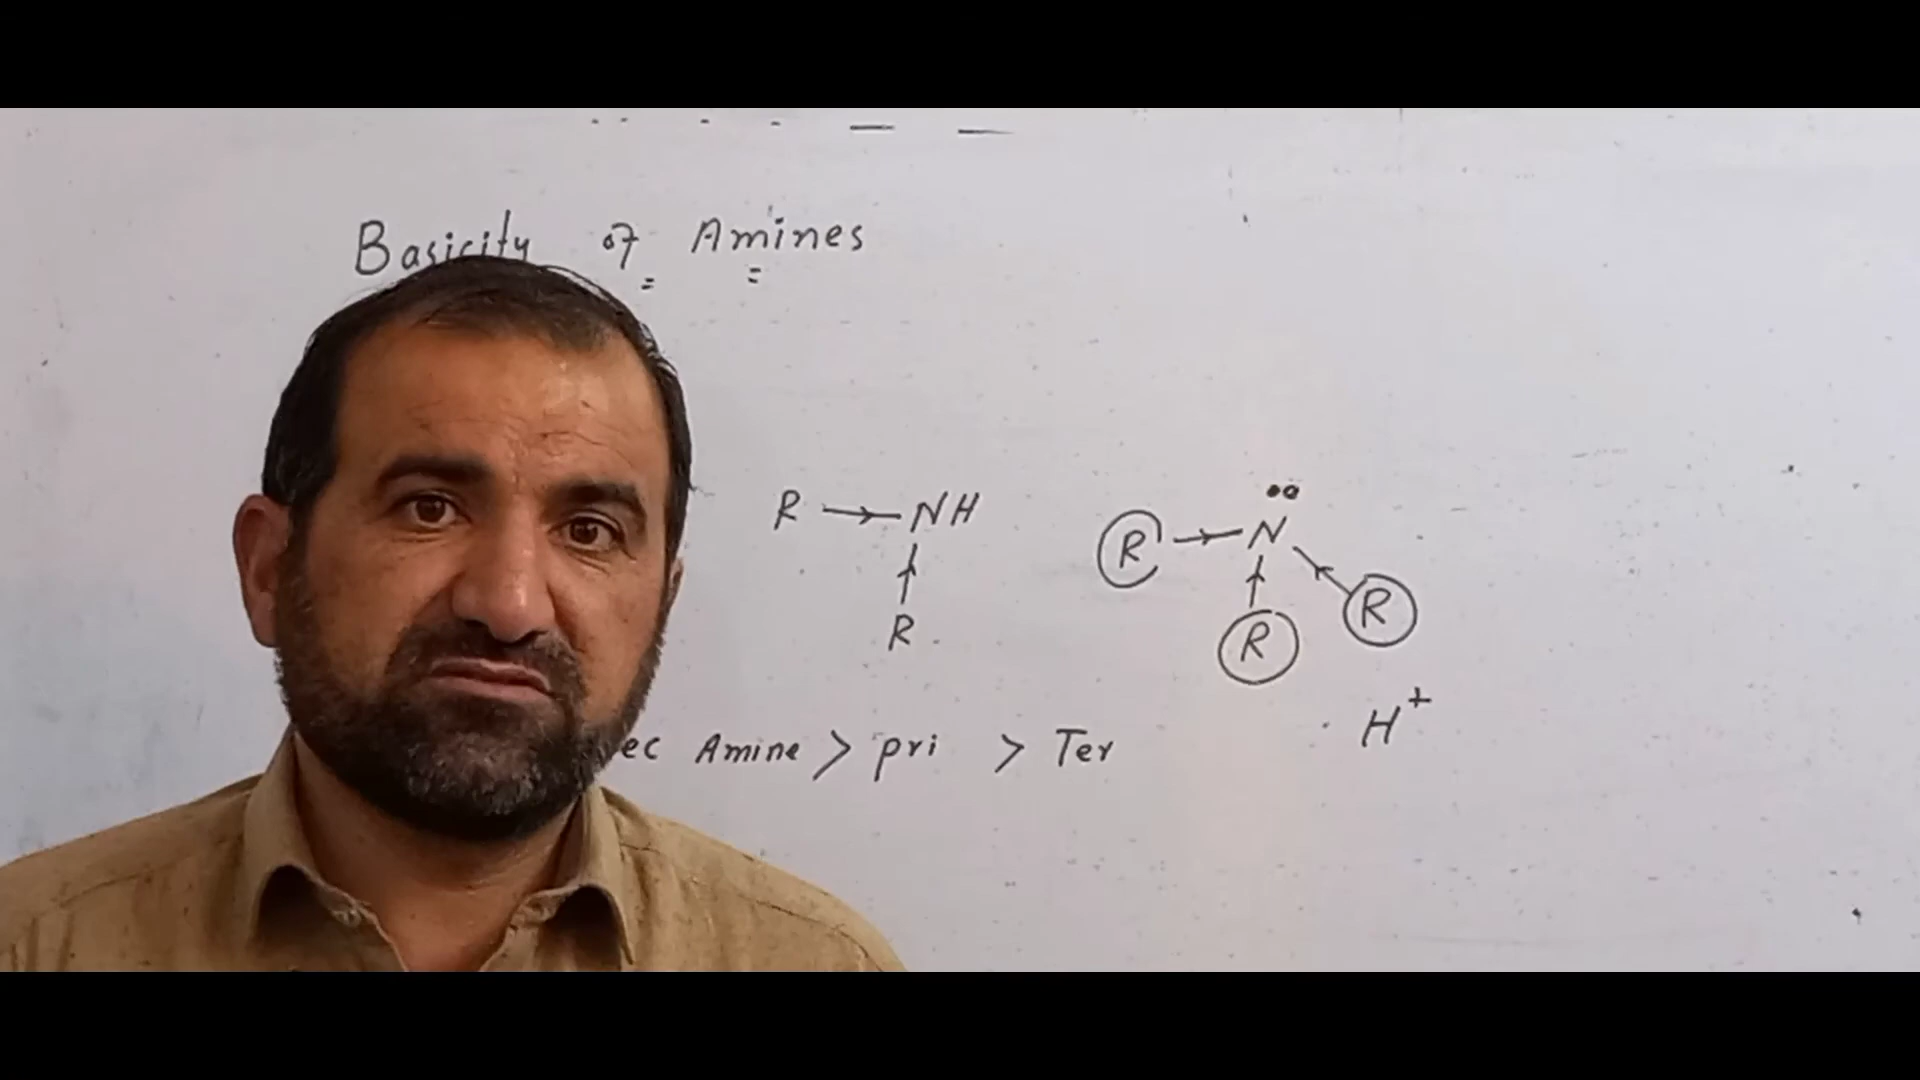 Basicity of Amines
R → NH
R → N̈ ← R
↑ ↑
R R
H⁺
Amine > pri > Ter